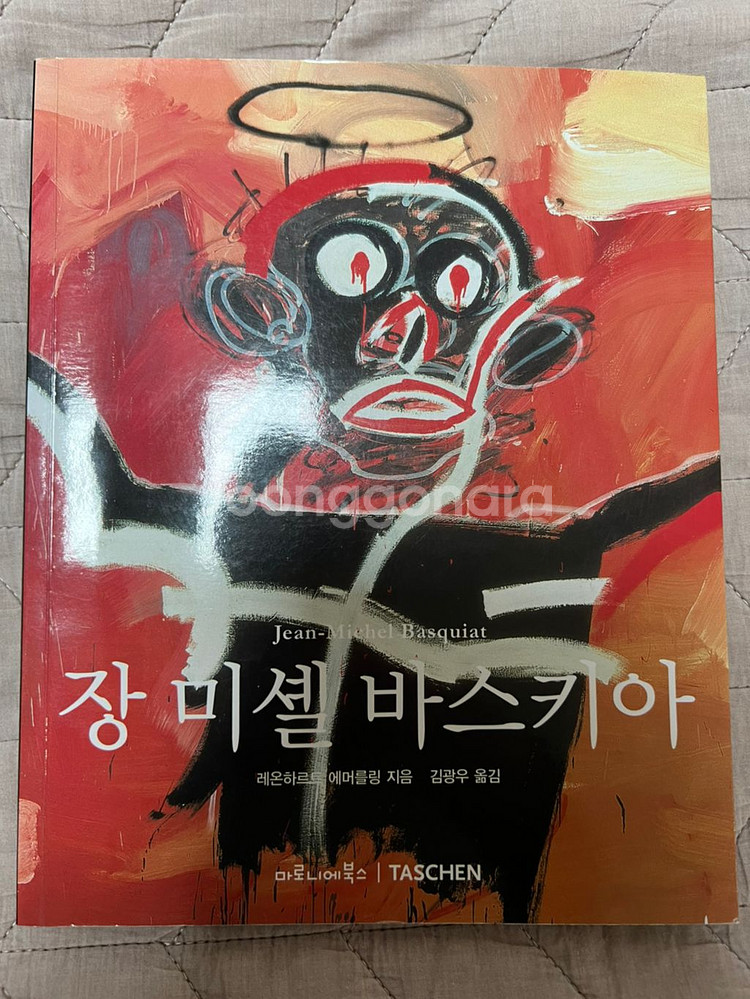 joonggonara
Jean-Michel Basquiat
장 미셸 바스키아
레온하르트 에머를링 지음 김광우 옮김
마로니에북스 | TASCHEN